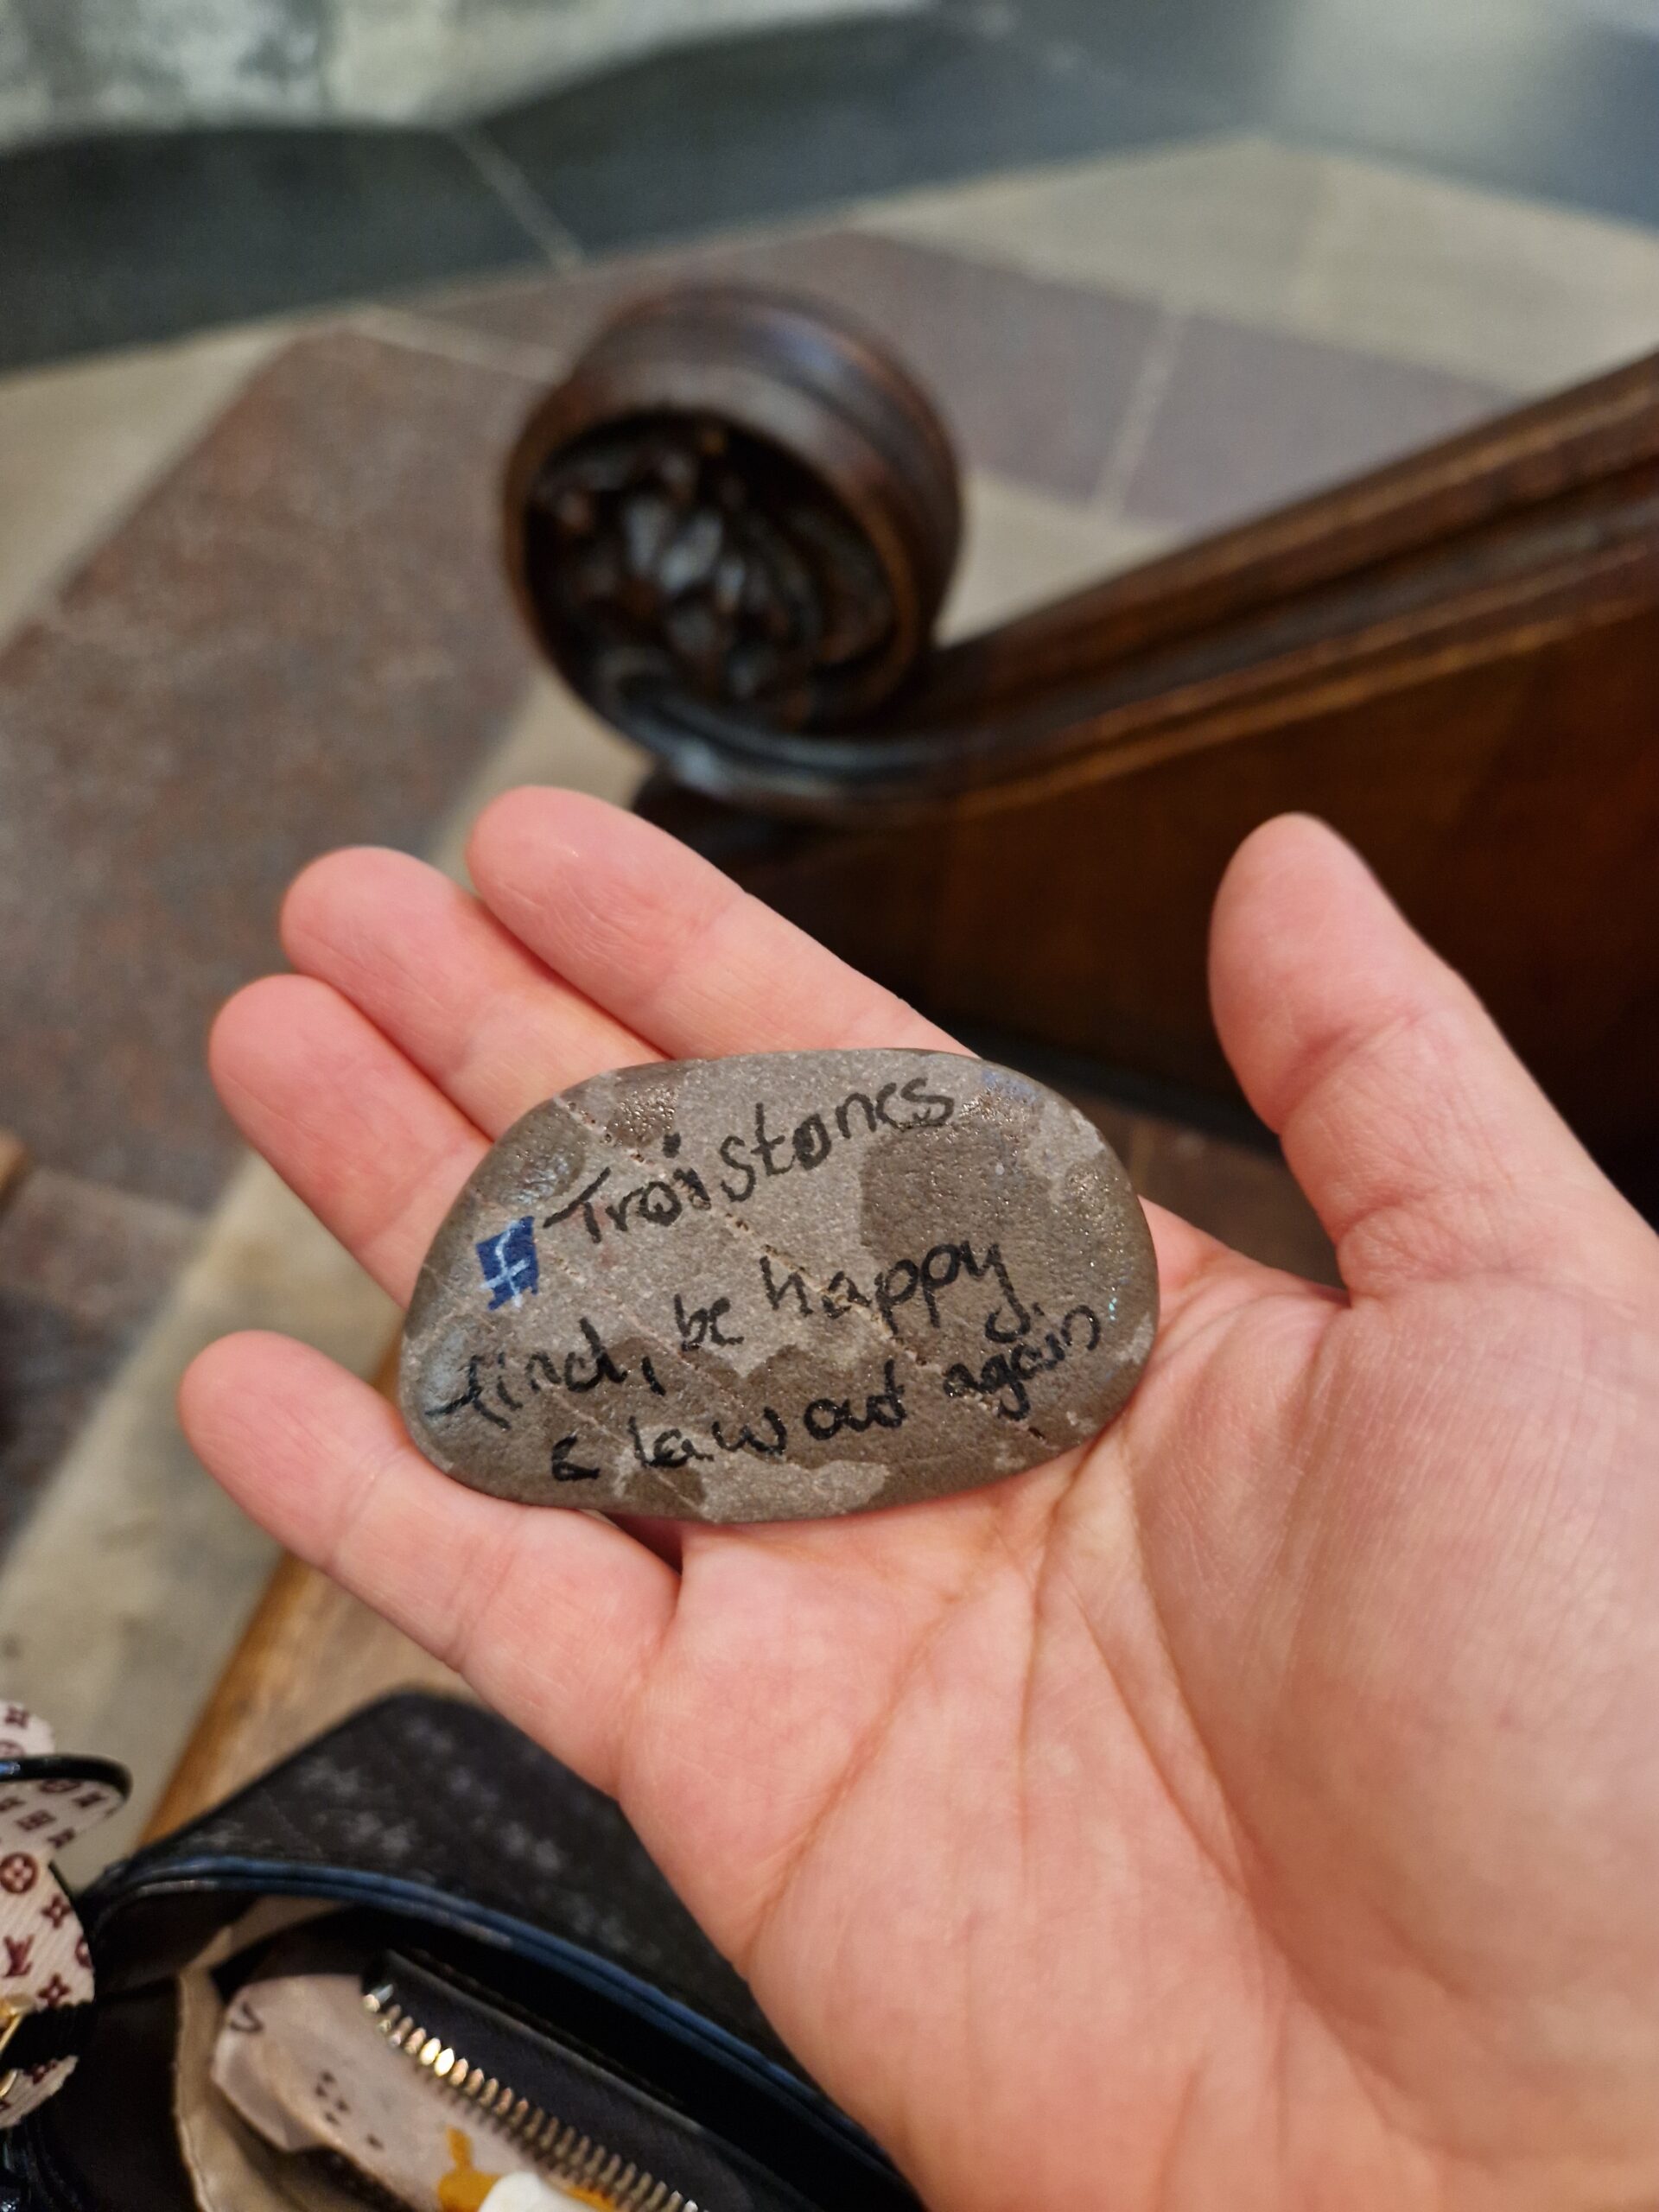 f Troistones
find, be happy
& law out again